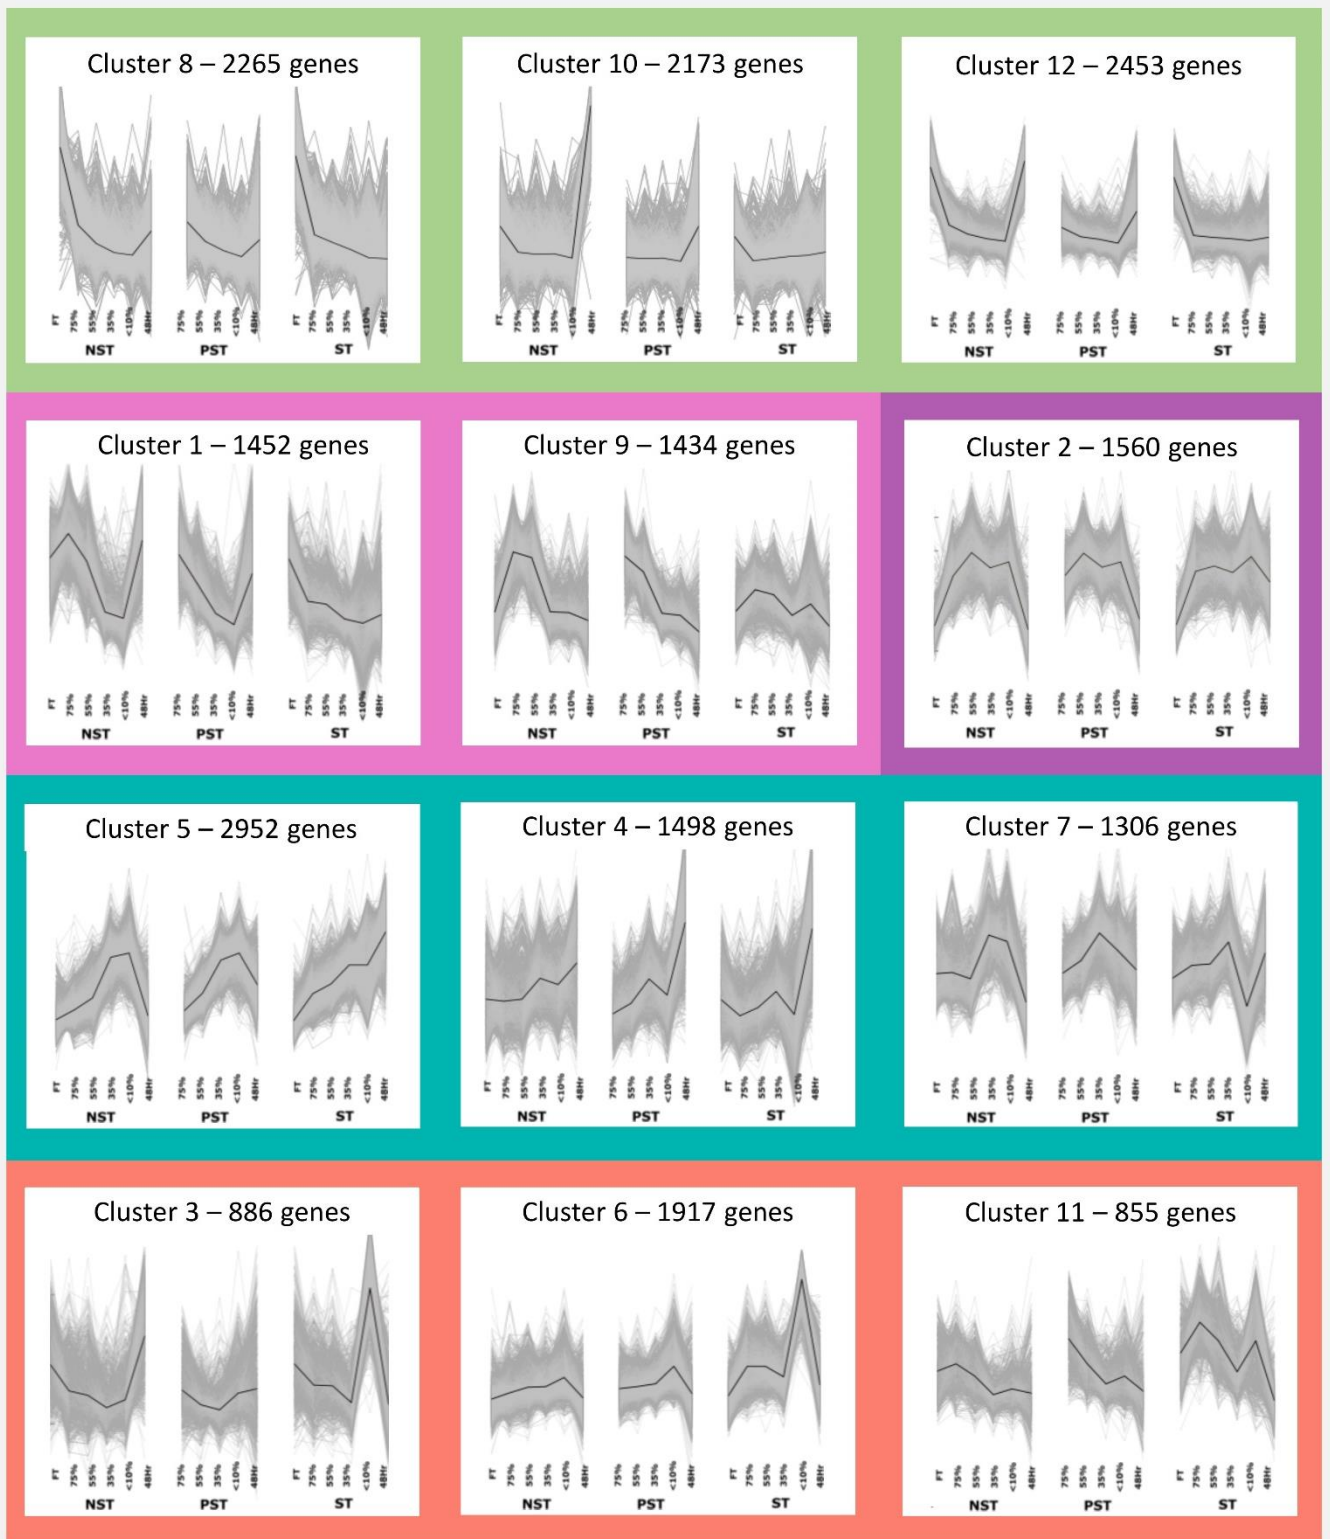 Cluster 8 – 2265 genes
FT 75% 55% 35% <10% 48Hr 75% 55% 35% <10% 48Hr FT 75% 55% 35% <10% 48Hr
NST PST ST
Cluster 10 – 2173 genes
FT 75% 55% 35% <10% 48Hr 75% 55% 35% <10% 48Hr FT 75% 55% 35% <10% 48Hr
NST PST ST
Cluster 12 – 2453 genes
FT 75% 55% 35% <10% 48Hr 75% 55% 35% <10% 48Hr FT 75% 55% 35% <10% 48Hr
NST PST ST
Cluster 1 – 1452 genes
FT 75% 55% 35% <10% 48Hr 75% 55% 35% <10% 48Hr FT 75% 55% 35% <10% 48Hr
NST PST ST
Cluster 9 – 1434 genes
FT 75% 55% 35% <10% 48Hr 75% 55% 35% <10% 48Hr FT 75% 55% 35% <10% 48Hr
NST PST ST
Cluster 2 – 1560 genes
FT 75% 55% 35% <10% 48Hr 75% 55% 35% <10% 48Hr FT 75% 55% 35% <10% 48Hr
NST PST ST
Cluster 5 – 2952 genes
FT 75% 55% 35% <10% 48Hr 75% 55% 35% <10% 48Hr FT 75% 55% 35% <10% 48Hr
NST PST ST
Cluster 4 – 1498 genes
FT 75% 55% 35% <10% 48Hr 75% 55% 35% <10% 48Hr FT 75% 55% 35% <10% 48Hr
NST PST ST
Cluster 7 – 1306 genes
FT 75% 55% 35% <10% 48Hr 75% 55% 35% <10% 48Hr FT 75% 55% 35% <10% 48Hr
NST PST ST
Cluster 3 – 886 genes
FT 75% 55% 35% <10% 48Hr 75% 55% 35% <10% 48Hr FT 75% 55% 35% <10% 48Hr
NST PST ST
Cluster 6 – 1917 genes
FT 75% 55% 35% <10% 48Hr 75% 55% 35% <10% 48Hr FT 75% 55% 35% <10% 48Hr
NST PST ST
Cluster 11 – 855 genes
FT 75% 55% 35% <10% 48Hr 75% 55% 35% <10% 48Hr FT 75% 55% 35% <10% 48Hr
NST PST ST